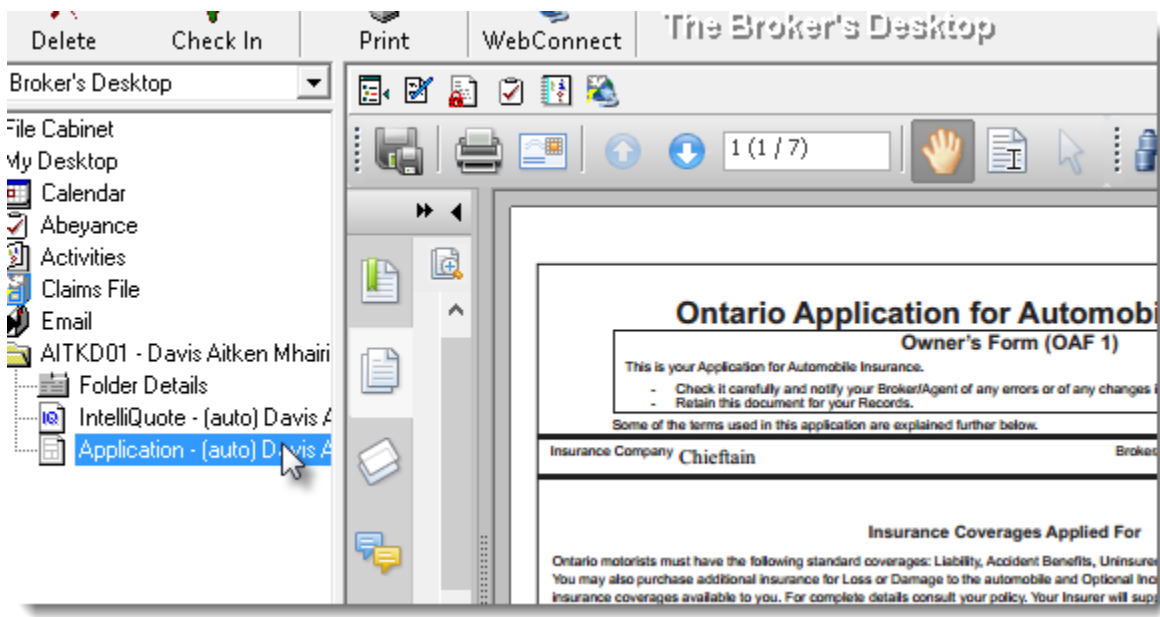 Delete Check In Print WebConnect The Broker's Desktop
Broker's Desktop
File Cabinet
My Desktop
Calendar
Abeyance
Activities
Claims File
Email
AITKD01 - Davis Aitken Mhairi
Folder Details
IQ IntelliQuote - (auto) Davis A
Application - (auto) Davis A
1 (1 / 7)
Ontario Application for Automobi
Owner's Form (OAF 1)
This is your Application for Automobile Insurance.
- Check it carefully and notify your Broker/Agent of any errors or of any changes i
- Retain this document for your Records.
Some of the terms used in this application are explained further below.
Insurance Company Chieftain Broker
Insurance Coverages Applied For
Ontario motorists must have the following standard coverages: Liability, Accident Benefits, Uninsure
You may also purchase additional insurance for Loss or Damage to the automobile and Optional Inc
insurance coverages available to you. For complete details consult your policy. Your Insurer will sup